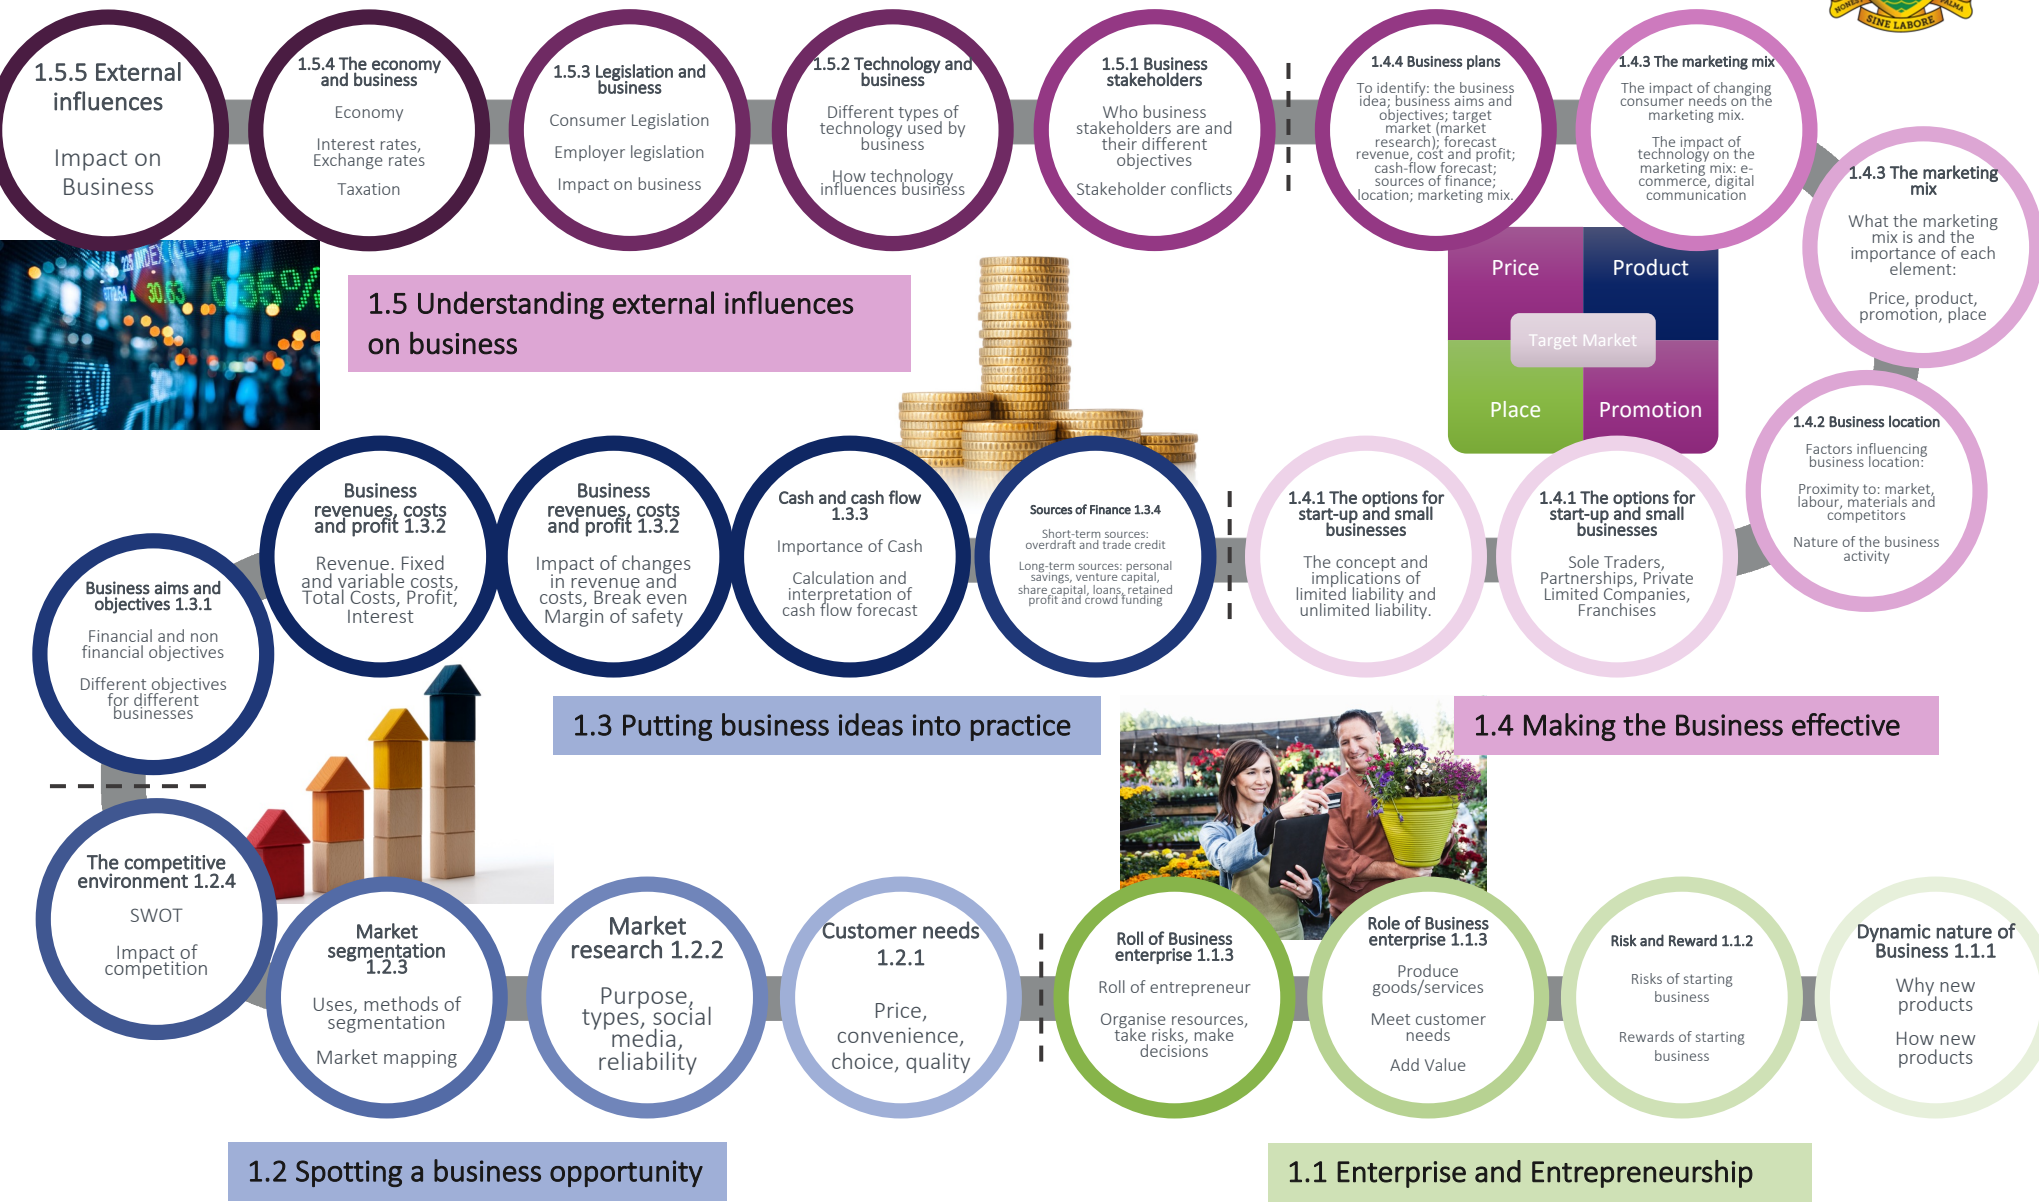 SINE LABORE
1.5.5 External
influences
Impact on
Business
1.5.4 The economy
and business
Economy
Interest rates,
Exchange rates
Taxation
1.5.3 Legislation and
business
Consumer Legislation
Employer legislation
Impact on business
1.5.2 Technology and
business
Different types of
technology used by
business
How technology
influences business
1.5.1 Business
stakeholders
Who business
stakeholders are and
their different
objectives
Stakeholder conflicts
1.4.4 Business plans
To identify: the business
idea; business aims and
objectives; target
market (market
research); forecast
revenue, cost and profit;
cash-flow forecast;
sources of finance;
location; marketing mix.
1.4.3 The marketing mix
The impact of changing
consumer needs on the
marketing mix.
The impact of
technology on the
marketing mix: e-
commerce, digital
communication
1.4.3 The marketing
mix
What the marketing
mix is and the
importance of each
element:
Price, product,
promotion, place
30.63
0.35%
1.5 Understanding external influences
on business
Price
Product
Target Market
Place
Promotion
1.4.2 Business location
Factors influencing
business location:
Proximity to: market,
labour, materials and
competitors
Nature of the business
activity
Business aims and
objectives 1.3.1
Financial and non
financial objectives
Different objectives
for different
businesses
Business
revenues, costs
and profit 1.3.2
Revenue. Fixed
and variable costs,
Total Costs, Profit,
Interest
Business
revenues, costs
and profit 1.3.2
Impact of changes
in revenue and
costs, Break even
Margin of safety
Cash and cash flow
1.3.3
Importance of Cash
Calculation and
interpretation of
cash flow forecast
Sources of Finance 1.3.4
Short-term sources:
overdraft and trade credit
Long-term sources: personal
savings, venture capital,
share capital, loans, retained
profit and crowd funding
1.4.1 The options for
start-up and small
businesses
The concept and
implications of
limited liability and
unlimited liability.
1.4.1 The options for
start-up and small
businesses
Sole Traders,
Partnerships, Private
Limited Companies,
Franchises
1.3 Putting business ideas into practice
1.4 Making the Business effective
The competitive
environment 1.2.4
SWOT
Impact of
competition
Market
segmentation
1.2.3
Uses, methods of
segmentation
Market mapping
Market
research 1.2.2
Purpose,
types, social
media,
reliability
Customer needs
1.2.1
Price,
convenience,
choice, quality
Roll of Business
enterprise 1.1.3
Roll of entrepreneur
Organise resources,
take risks, make
decisions
Role of Business
enterprise 1.1.3
Produce
goods/services
Meet customer
needs
Add Value
Risk and Reward 1.1.2
Risks of starting
business
Rewards of starting
business
Dynamic nature of
Business 1.1.1
Why new
products
How new
products
1.2 Spotting a business opportunity
1.1 Enterprise and Entrepreneurship